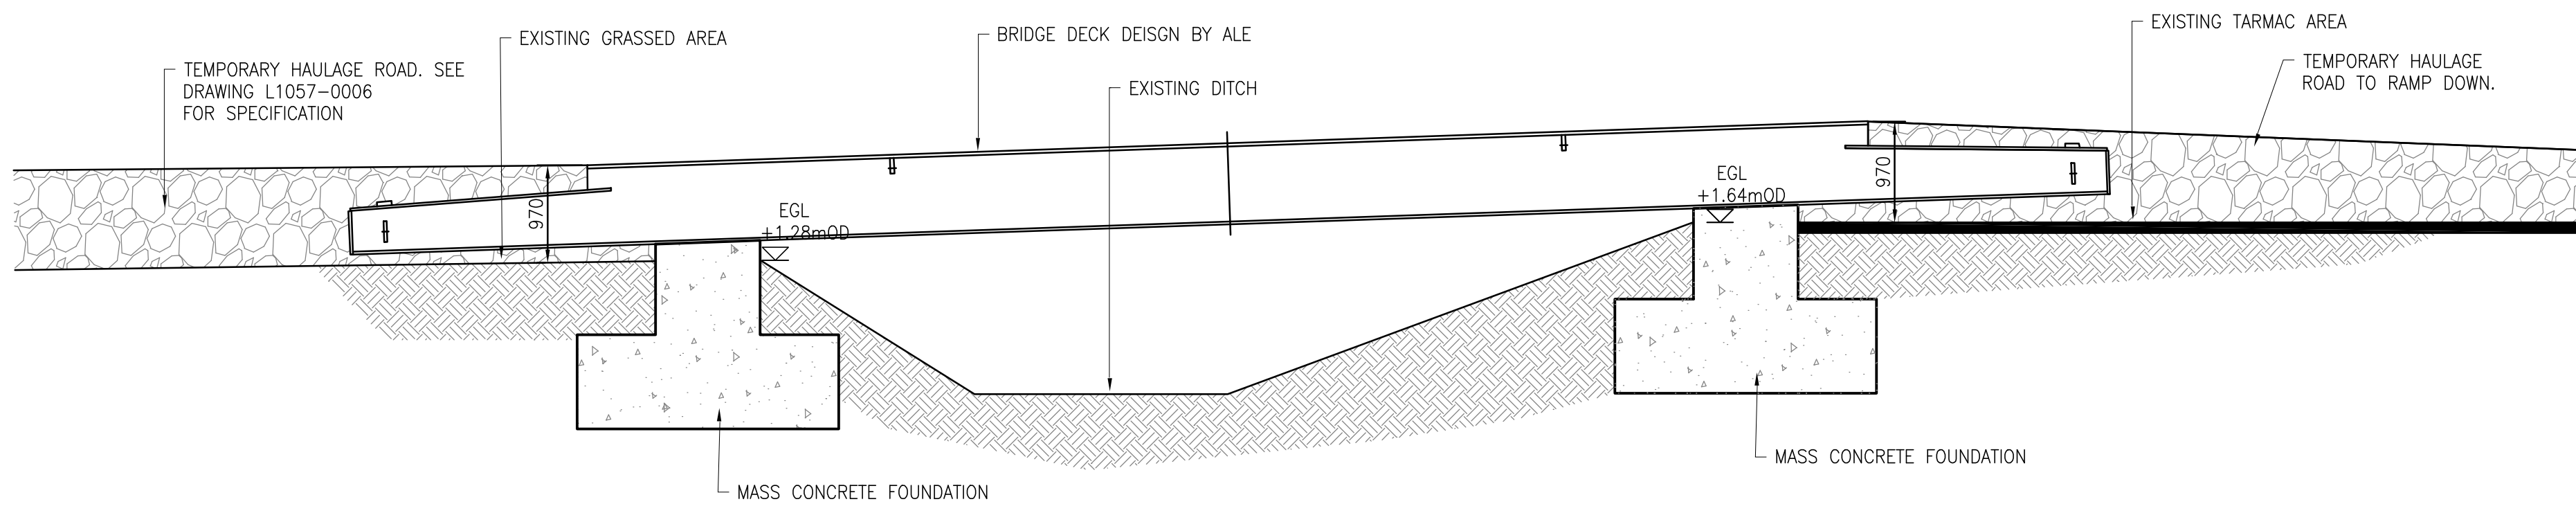 EXISTING GRASSED AREA
TEMPORARY HAULAGE ROAD. SEE
DRAWING L1057-0006
FOR SPECIFICATION
BRIDGE DECK DEISGN BY ALE
EXISTING DITCH
EXISTING TARMAC AREA
TEMPORARY HAULAGE
ROAD TO RAMP DOWN.
970
EGL
+1.28mOD
EGL
+1.64mOD
970
MASS CONCRETE FOUNDATION
MASS CONCRETE FOUNDATION